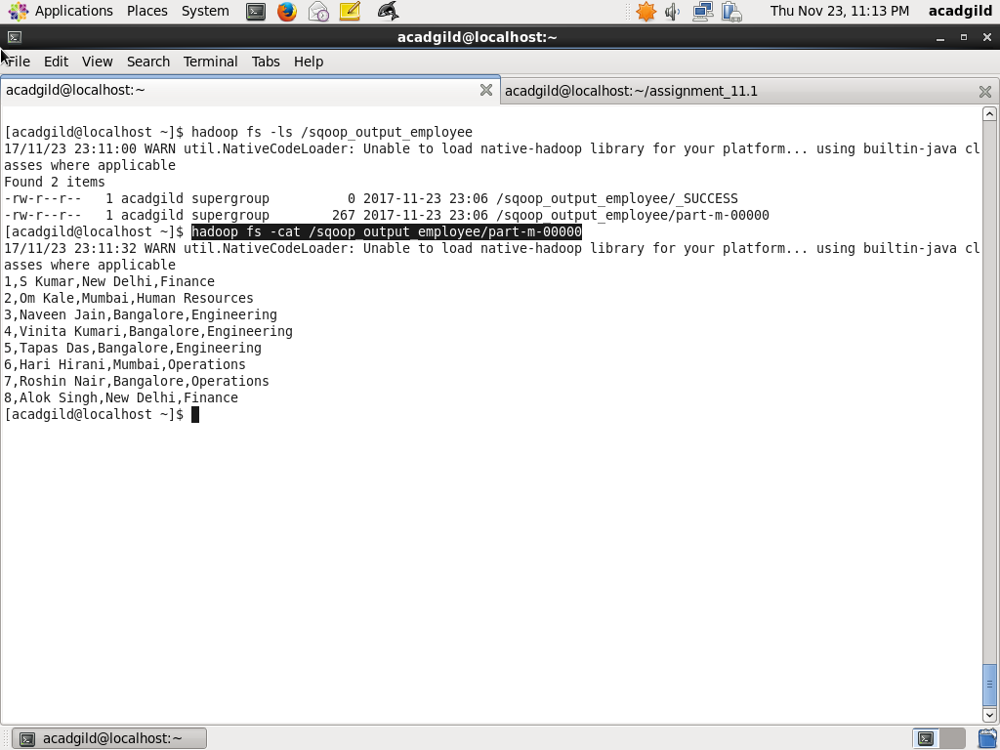 Applications Places System Thu Nov 23, 11:13 PM acadgild
acadgild@localhost:~
File Edit View Search Terminal Tabs Help
acadgild@localhost:~ acadgild@localhost:~/assignment_11.1
[acadgild@localhost ~]$ hadoop fs -ls /sqoop_output_employee
17/11/23 23:11:00 WARN util.NativeCodeLoader: Unable to load native-hadoop library for your platform... using builtin-java cl
asses where applicable
Found 2 items
-rw-r--r--   1 acadgild supergroup          0 2017-11-23 23:06 /sqoop_output_employee/_SUCCESS
-rw-r--r--   1 acadgild supergroup        267 2017-11-23 23:06 /sqoop_output_employee/part-m-00000
[acadgild@localhost ~]$ hadoop fs -cat /sqoop_output_employee/part-m-00000
17/11/23 23:11:32 WARN util.NativeCodeLoader: Unable to load native-hadoop library for your platform... using builtin-java cl
asses where applicable
1,S Kumar,New Delhi,Finance
2,Om Kale,Mumbai,Human Resources
3,Naveen Jain,Bangalore,Engineering
4,Vinita Kumari,Bangalore,Engineering
5,Tapas Das,Bangalore,Engineering
6,Hari Hirani,Mumbai,Operations
7,Roshin Nair,Bangalore,Operations
8,Alok Singh,New Delhi,Finance
[acadgild@localhost ~]$
acadgild@localhost:~